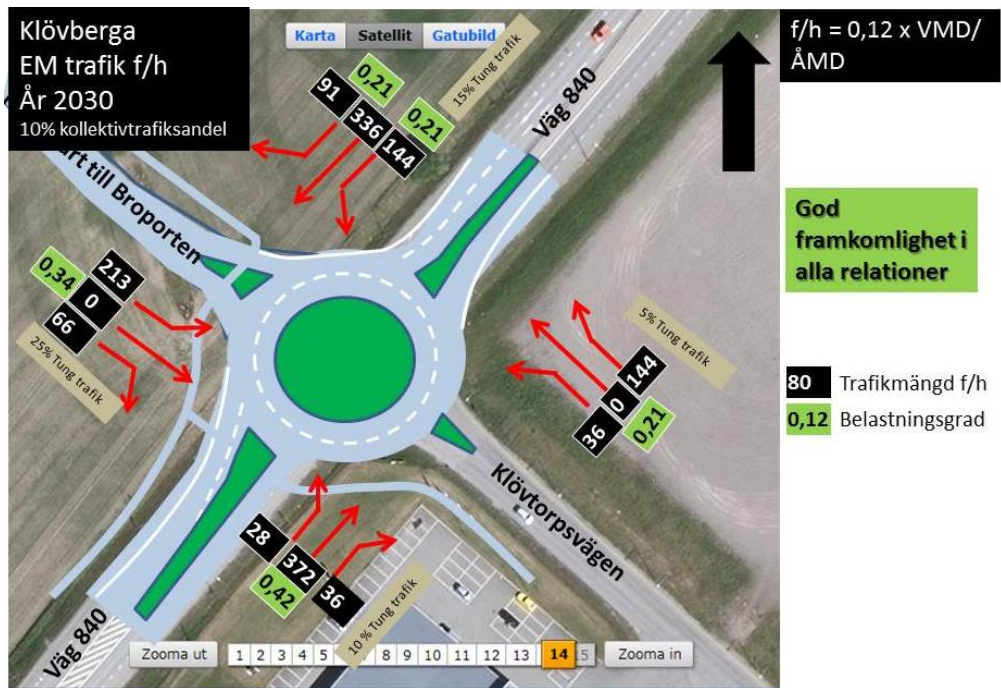 Klövberga
EM trafik f/h
År 2030
10% kollektivtrafiksandel
Karta Satellit Gatubild
f/h = 0,12 x VMD/
ÅMD
15% Tung trafik
Väg 840
0,21
0,21
91 336 144
till Broporten
God
framkomlighet i
alla relationer
0,34
213
0
66
25% Tung trafik
5% Tung trafik
36 0 144
0,21
80 Trafikmängd f/h
0,12 Belastningsgrad
Klövtorpsvägen
28 372 36
0,42
10 % Tung trafik
Väg 840
Zooma ut 1 2 3 4 5 8 9 10 11 12 13 14 Zooma in